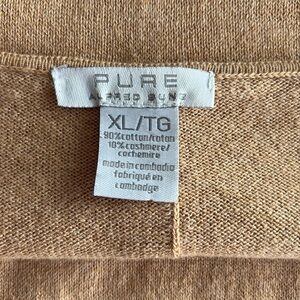 PURE
ALFRED SUNG
XL/TG
90%cotton/coton
10%cashmere/
cachemire
made in cambodia
fabriqué en
cambodge